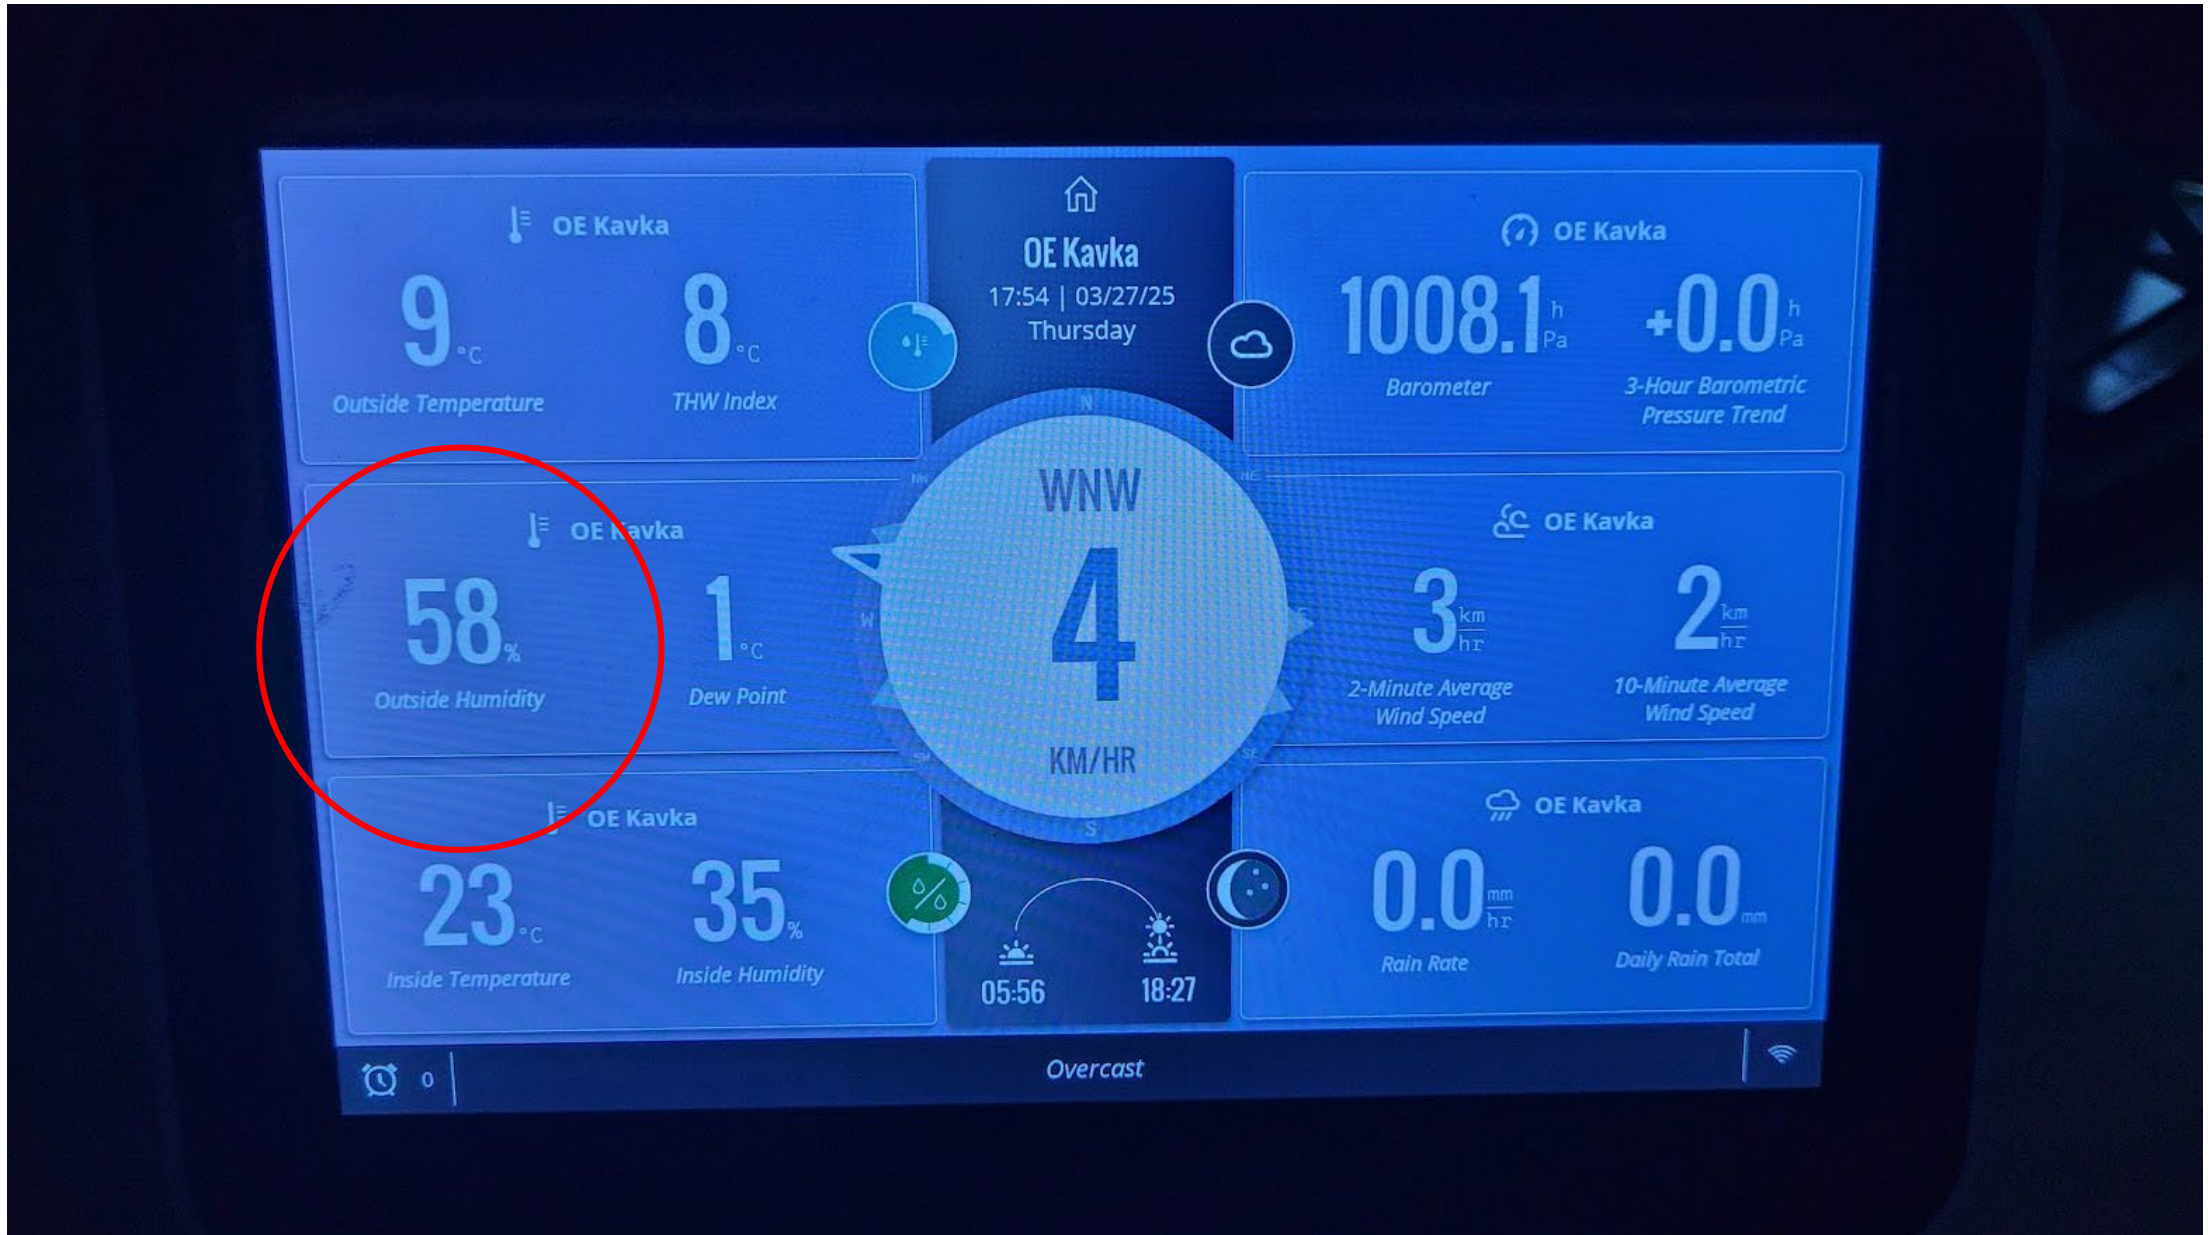 OE Kavka
9 °C
Outside Temperature
8 °C
THW Index
OE Kavka
17:54 | 03/27/25
Thursday
OE Kavka
1008.1 hPa
Barometer
+0.0 hPa
3-Hour Barometric
Pressure Trend
OE Kavka
58 %
Outside Humidity
1 °C
Dew Point
N
NE
E
SE
S
SW
W
NW
WNW
4
KM/HR
OE Kavka
3 km/hr
2-Minute Average
Wind Speed
2 km/hr
10-Minute Average
Wind Speed
OE Kavka
23 °C
Inside Temperature
35 %
Inside Humidity
05:56
18:27
OE Kavka
0.0 mm/hr
Rain Rate
0.0 mm
Daily Rain Total
0
Overcast